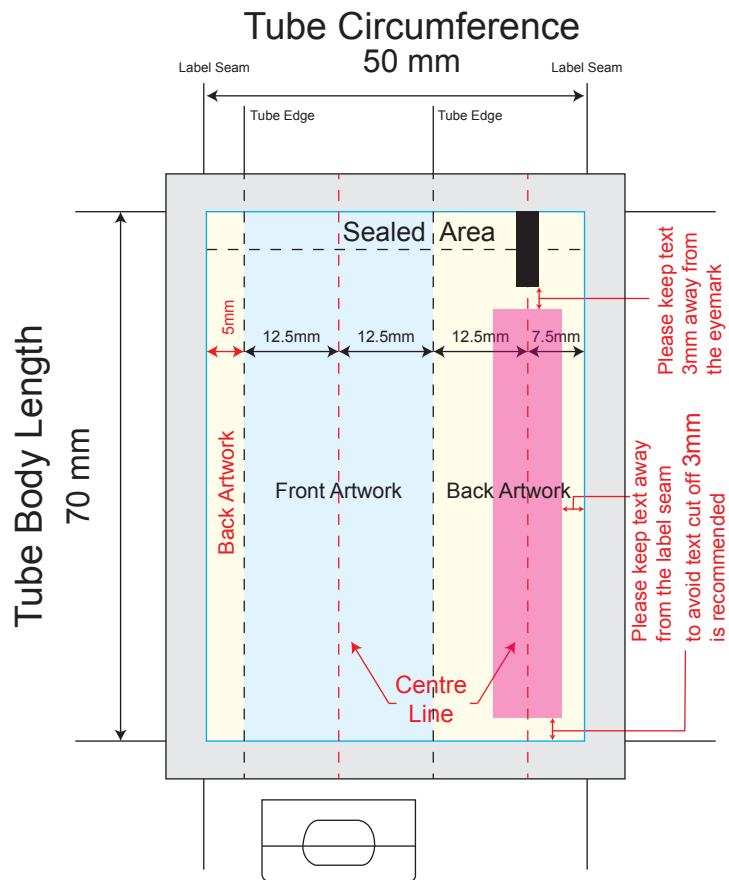 Tube Circumference
50 mm
Label Seam
Label Seam
Tube Edge
Tube Edge
Sealed Area
5mm
12.5mm
12.5mm
12.5mm
7.5mm
Please keep text
3mm away from
the eyemark
Tube Body Length
70 mm
Back Artwork
Front Artwork
Back Artwork
Please keep text away
from the label seam
to avoid text cut off 3mm
is recommended
Centre
Line